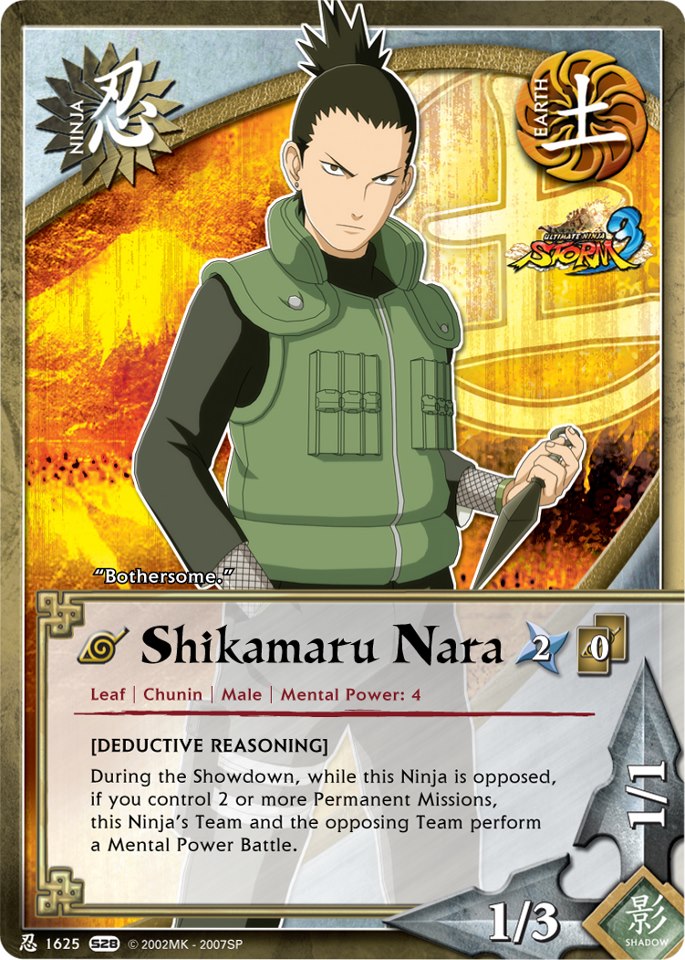 忍
NINJA
土
EARTH
ULTIMATE NINJA
STORM 3
"Bothersome."
Shikamaru Nara
2
0
Leaf | Chunin | Male | Mental Power: 4
[DEDUCTIVE REASONING]
During the Showdown, while this Ninja is opposed,
if you control 2 or more Permanent Missions,
this Ninja's Team and the opposing Team perform
a Mental Power Battle.
1/1
1/3
影
SHADOW
忍 1625 S28 © 2002MK - 2007SP